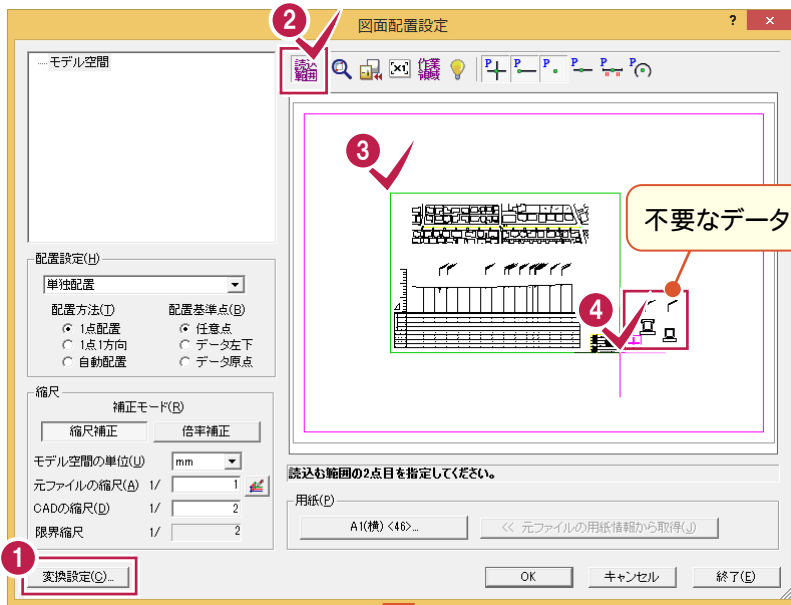 2
図面配置設定
? ×
モデル空間
読込範囲
[X1]
作業領域
P P P P P P
3
不要なデータ
4
配置設定(H)
単独配置
配置方法(T) 配置基準点(B)
1点配置 任意点
1点1方向 データ左下
自動配置 データ原点
縮尺
補正モード(R)
縮尺補正 倍率補正
モデル空間の単位(U) mm
元ファイルの縮尺(A) 1/ 1
CADの縮尺(D) 1/ 2
限界縮尺 1/ 2
読込む範囲の2点目を指定してください。
用紙(P)
A1(横) <46>... << 元ファイルの用紙情報から取得(J)
1
変換設定(C)...
OK キャンセル 終了(E)